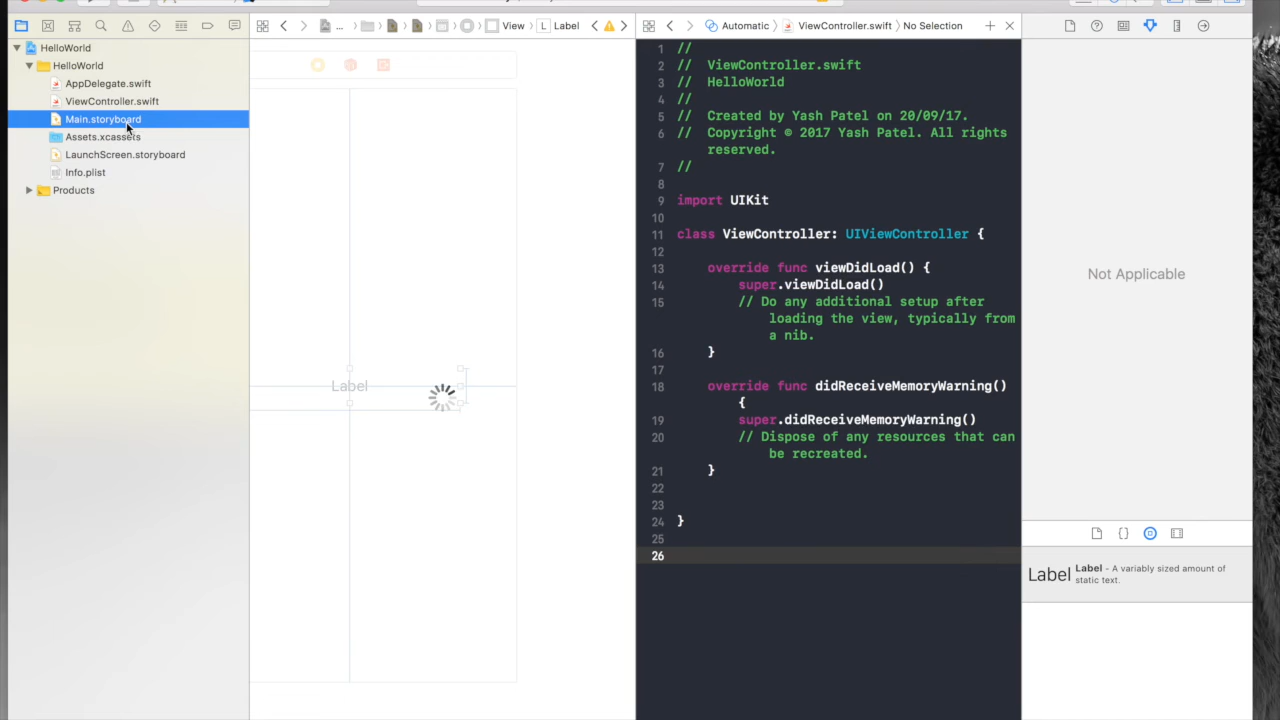 ... View Label
Automatic ViewController.swift No Selection
HelloWorld
HelloWorld
AppDelegate.swift
ViewController.swift
Main.storyboard
Assets.xcassets
LaunchScreen.storyboard
Info.plist
Products
Label
1 //
2 // ViewController.swift
3 // HelloWorld
4 //
5 // Created by Yash Patel on 20/09/17.
6 // Copyright © 2017 Yash Patel. All rights
reserved.
7 //
8
9 import UIKit
10
11 class ViewController: UIViewController {
12
13 override func viewDidLoad() {
14 super.viewDidLoad()
15 // Do any additional setup after
loading the view, typically from
a nib.
16 }
17
18 override func didReceiveMemoryWarning()
{
19 super.didReceiveMemoryWarning()
20 // Dispose of any resources that can
be recreated.
21 }
22
23
24 }
25
26
Not Applicable
Label Label - A variably sized amount of
static text.